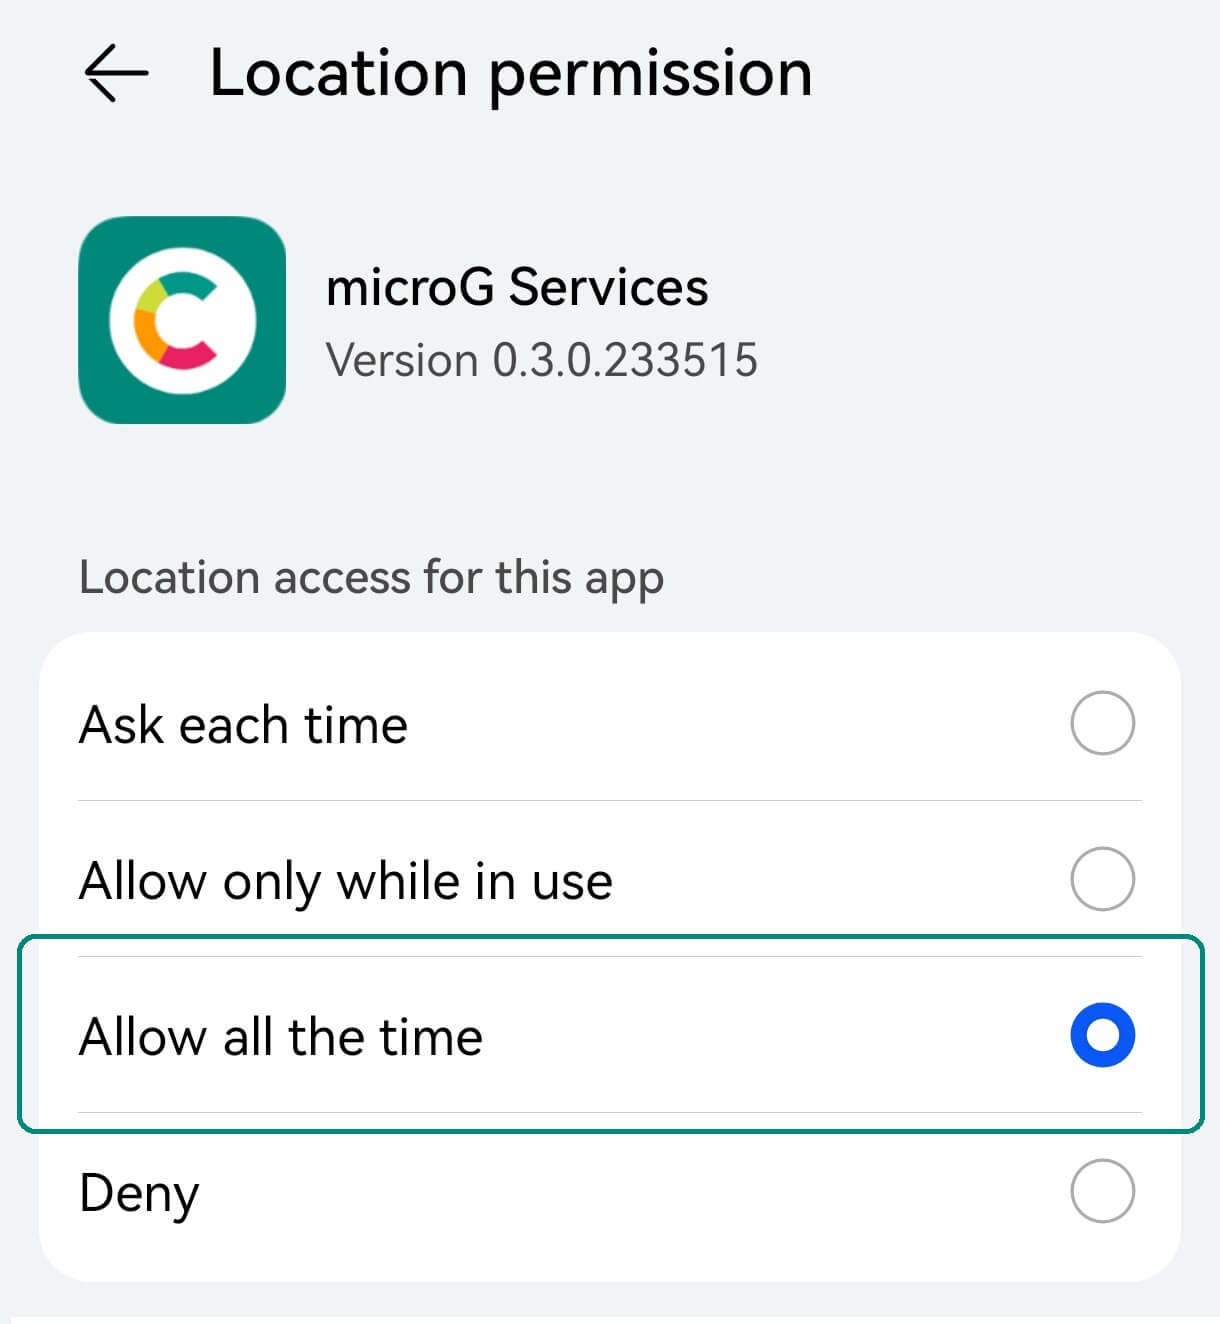 Location permission
microG Services
Version 0.3.0.233515
Location access for this app
Ask each time
Allow only while in use
Allow all the time
Deny